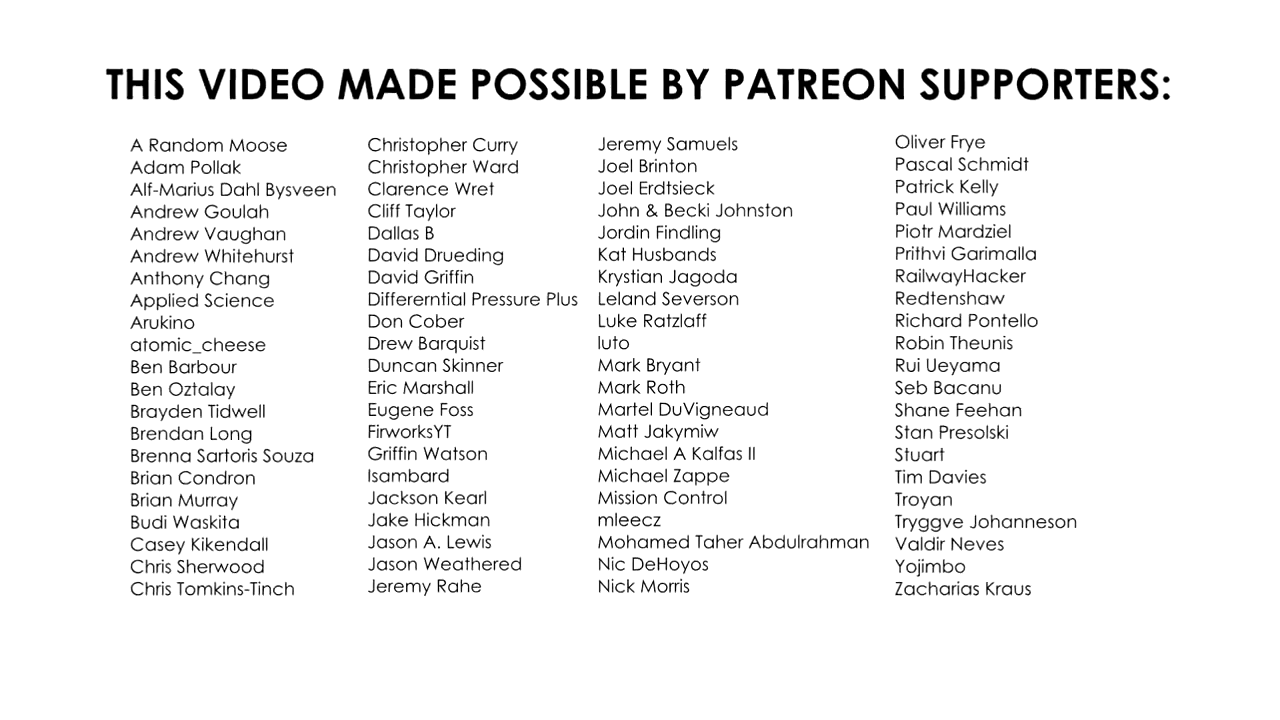 THIS VIDEO MADE POSSIBLE BY PATREON SUPPORTERS:
A Random Moose
Adam Pollak
Alf-Marius Dahl Bysveen
Andrew Goulah
Andrew Vaughan
Andrew Whitehurst
Anthony Chang
Applied Science
Arukino
atomic_cheese
Ben Barbour
Ben Oztalay
Brayden Tidwell
Brendan Long
Brenna Sartoris Souza
Brian Condron
Brian Murray
Budi Waskita
Casey Kikendall
Chris Sherwood
Chris Tomkins-Tinch
Christopher Curry
Christopher Ward
Clarence Wret
Cliff Taylor
Dallas B
David Drueding
David Griffin
Differerntial Pressure Plus
Don Cober
Drew Barquist
Duncan Skinner
Eric Marshall
Eugene Foss
FirworksYT
Griffin Watson
Isambard
Jackson Kearl
Jake Hickman
Jason A. Lewis
Jason Weathered
Jeremy Rahe
Jeremy Samuels
Joel Brinton
Joel Erdtsieck
John & Becki Johnston
Jordin Findling
Kat Husbands
Krystian Jagoda
Leland Severson
Luke Ratzlaff
luto
Mark Bryant
Mark Roth
Martel DuVigneaud
Matt Jakymiw
Michael A Kalfas II
Michael Zappe
Mission Control
mleecz
Mohamed Taher Abdulrahman
Nic DeHoyos
Nick Morris
Oliver Frye
Pascal Schmidt
Patrick Kelly
Paul Williams
Piotr Mardziel
Prithvi Garimalla
RailwayHacker
Redtenshaw
Richard Pontello
Robin Theunis
Rui Ueyama
Seb Bacanu
Shane Feehan
Stan Presolski
Stuart
Tim Davies
Troyan
Tryggve Johanneson
Valdir Neves
Yojimbo
Zacharias Kraus